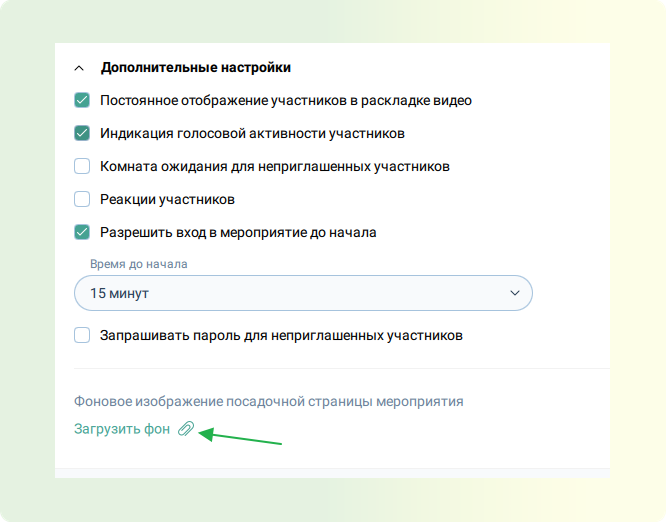 Дополнительные настройки
Постоянное отображение участников в раскладке видео
Индикация голосовой активности участников
Комната ожидания для неприглашенных участников
Реакции участников
Разрешить вход в мероприятие до начала
Время до начала
15 минут
Запрашивать пароль для неприглашенных участников
Фоновое изображение посадочной страницы мероприятия
Загрузить фон